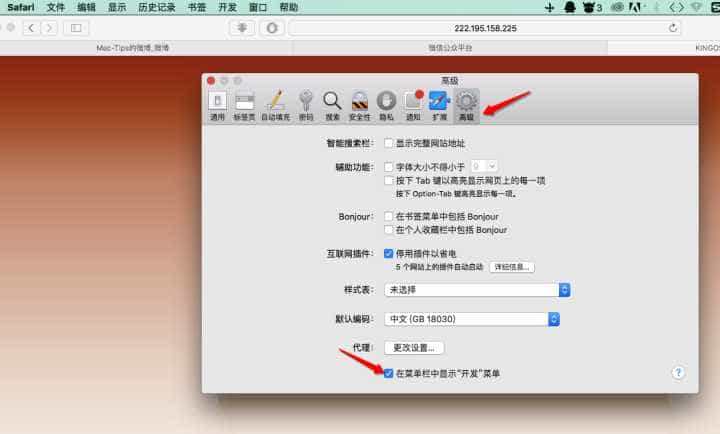 Safari 文件 编辑 显示 历史记录 书签 开发 窗口 帮助 3
222.195.158.225
Mac-Tips的微博_微博 微信公众平台 KINGOS
高级
通用 标签页 自动填充 密码 搜索 安全性 隐私 通知 扩展 高级
智能搜索栏: 显示完整网站地址
辅助功能: 字体大小不得小于 9
按下 Tab 键以高亮显示网页上的每一项
按下 Option-Tab 键高亮显示每一项。
Bonjour: 在书签菜单中包括 Bonjour
在个人收藏栏中包括 Bonjour
互联网插件: 停用插件以省电
5 个网站上的插件自动启动 详细信息...
样式表: 未选择
默认编码: 中文 (GB 18030)
代理: 更改设置...
在菜单栏中显示“开发”菜单 ?